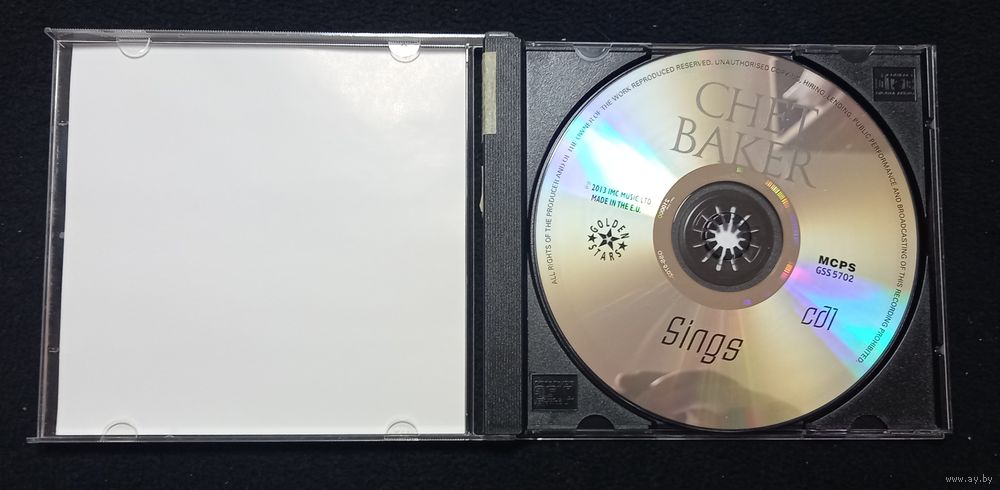 ALL RIGHTS OF THE PRODUCER AND OF THE OWNER OF THE WORK REPRODUCED RESERVED. UNAUTHORISED COPYING, HIRING, LENDING, PUBLIC PERFORMANCE AND BROADCASTING OF THIS RECORDING PROHIBITED.
CHET
BAKER
℗© 2013 IMC MUSIC LTD
MADE IN THE E.U.
GOLDEN
STARS
MCPS
GSS 5702
cd1
Sings
www.ay.by